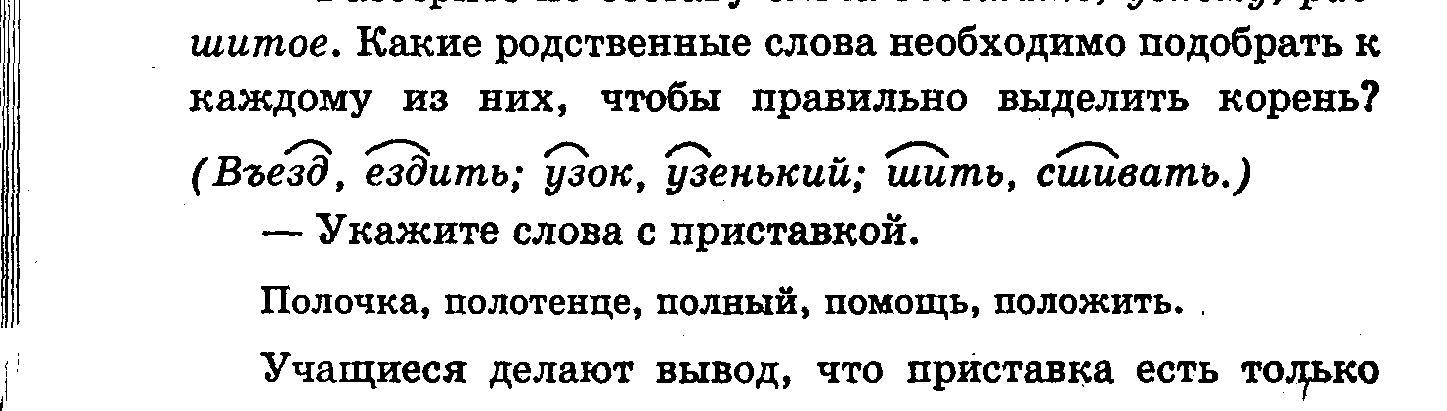 шитое. Какие родственные слова необходимо подобрать к
каждому из них, чтобы правильно выделить корень?
(Въезд, ездить; узок, узенький; шить, сшивать.)
— Укажите слова с приставкой.
Полочка, полотенце, полный, помощь, положить.
Учащиеся делают вывод, что приставка есть только